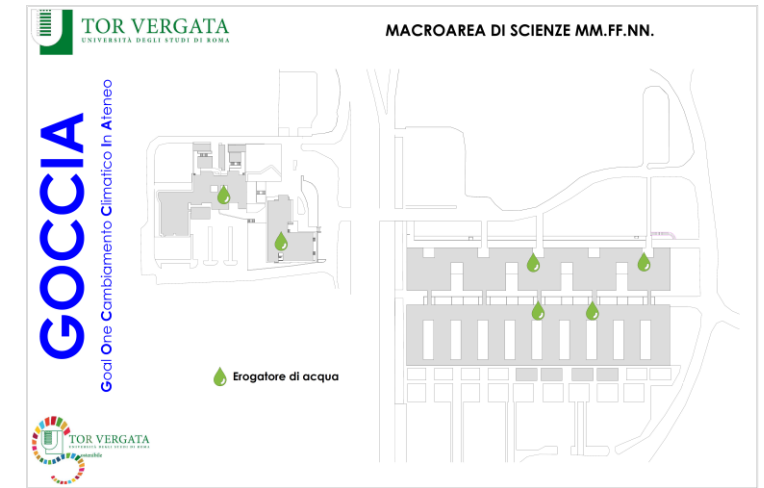 TOR VERGATA
UNIVERSITÀ DEGLI STUDI DI ROMA
MACROAREA DI SCIENZE MM.FF.NN.
GOCCIA
Goal One Cambiamento Climatico In Ateneo
Erogatore di acqua
TOR VERGATA
UNIVERSITÀ DEGLI STUDI DI ROMA
Sostenibile